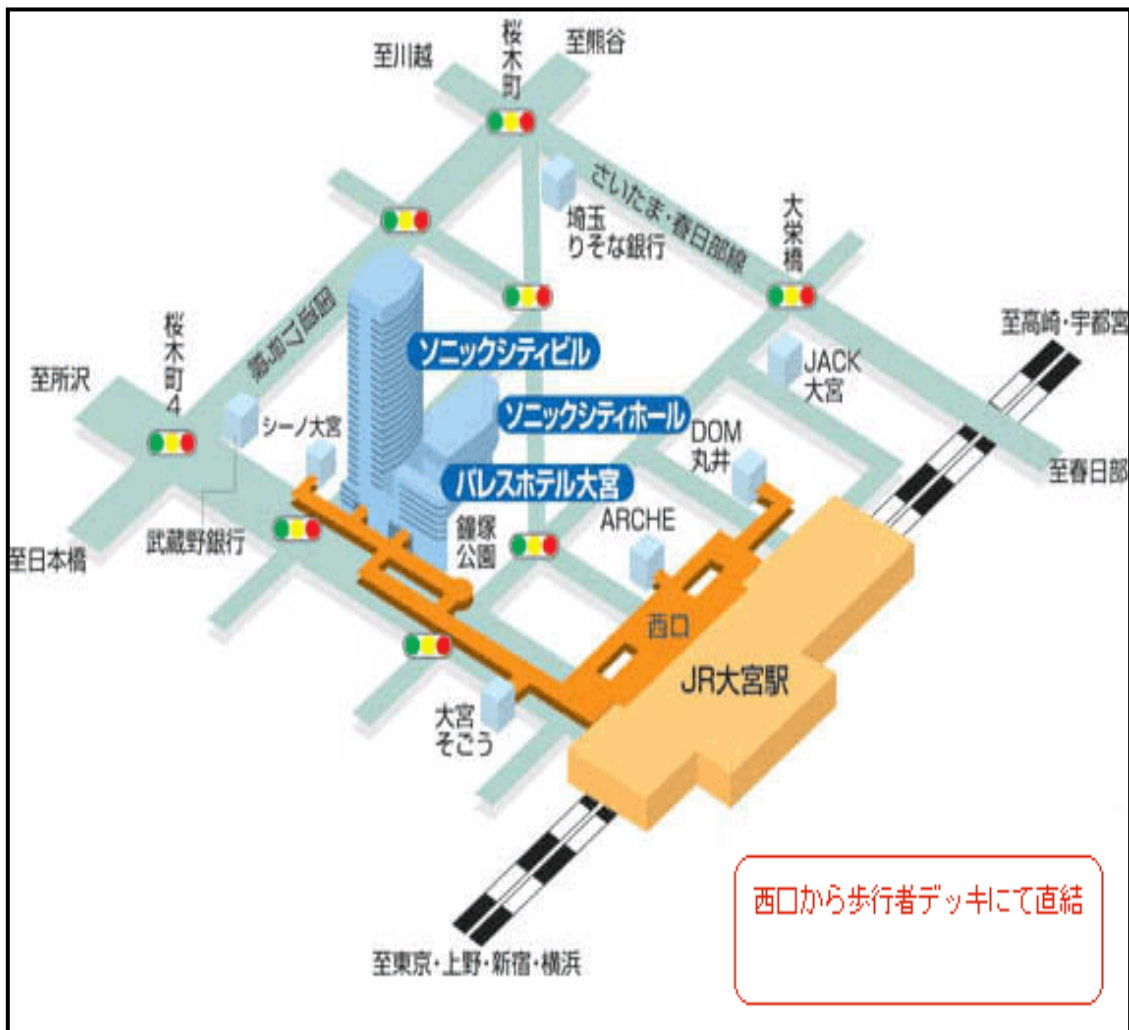 至川越
桜木町
至熊谷
さいたま・春日部線
大栄橋
埼玉
りそな銀行
国道17号線
桜木町4
至所沢
至高崎・宇都宮
ソニックシティビル
JACK
大宮
シーノ大宮
ソニックシティホール
DOM
丸井
至春日部
パレスホテル大宮
ARCHE
武蔵野銀行
鐘塚
公園
至日本橋
西口
JR大宮駅
大宮
そごう
西口から歩行者デッキにて直結
至東京・上野・新宿・横浜